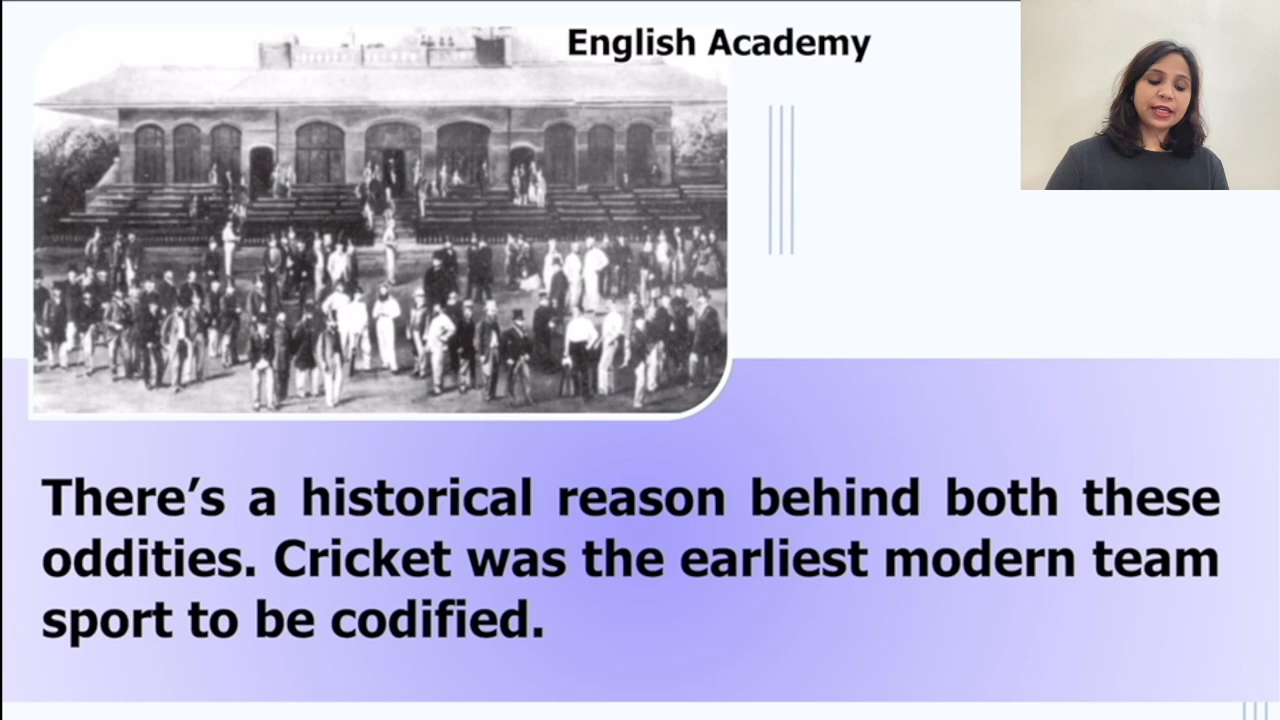 English Academy
There’s a historical reason behind both these
oddities. Cricket was the earliest modern team
sport to be codified.